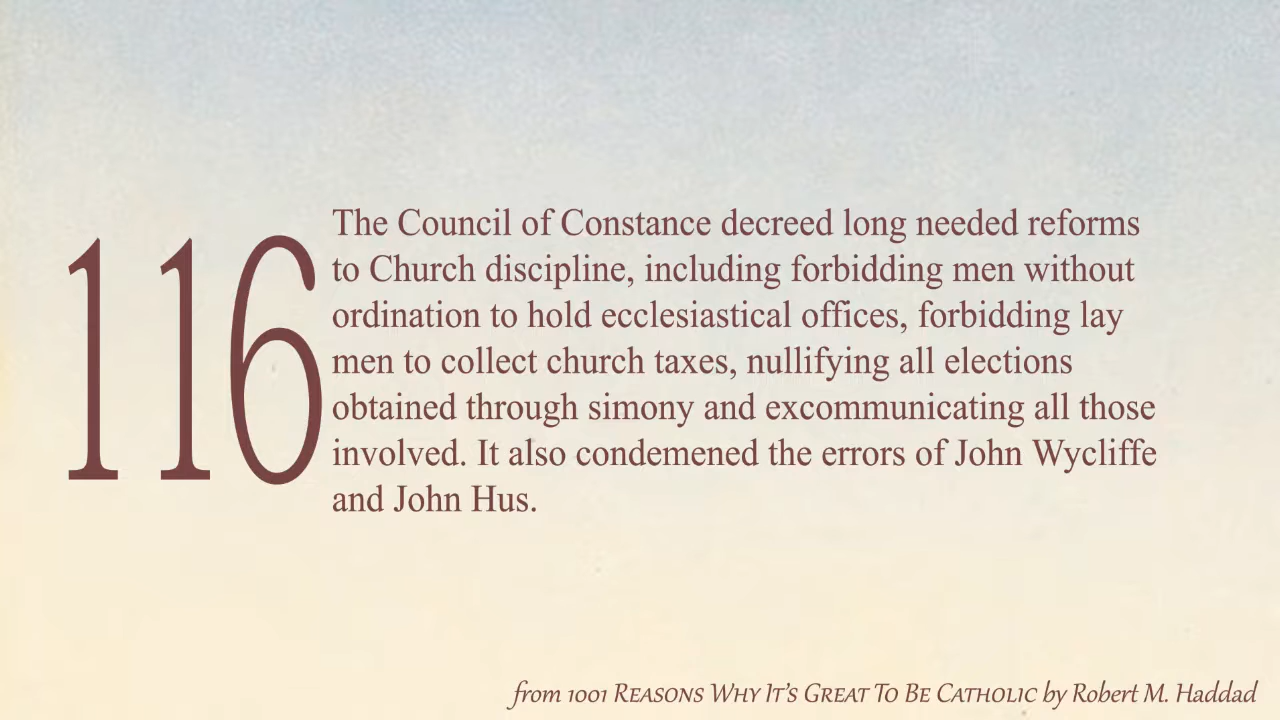 116
The Council of Constance decreed long needed reforms
to Church discipline, including forbidding men without
ordination to hold ecclesiastical offices, forbidding lay
men to collect church taxes, nullifying all elections
obtained through simony and excommunicating all those
involved. It also condemened the errors of John Wycliffe
and John Hus.
from 1001 Reasons Why It's Great To Be Catholic by Robert M. Haddad